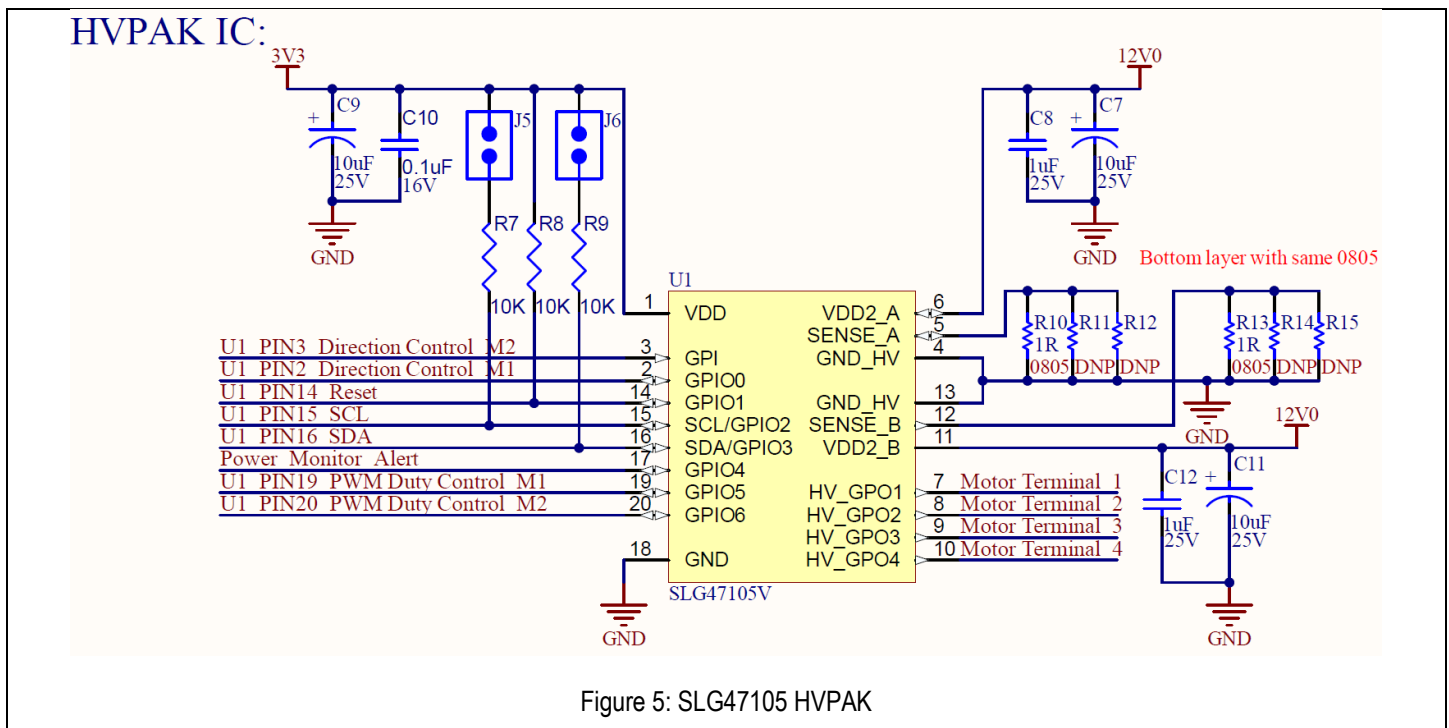 HVPAK IC:
3V3
12V0
C9
C10
J5
J6
C8
C7
+
+
10uF
25V
0.1uF
16V
1uF
25V
10uF
25V
R7
R8
R9
GND
GND
Bottom layer with same 0805
10K
10K
10K
U1
1 VDD
VDD2_A 6
SENSE_A 5
GND_HV 4
R10
1R
R11
R12
R13
1R
R14
R15
0805
DNP
DNP
0805
DNP
DNP
U1 PIN3 Direction Control M2 3 GPI
U1 PIN2 Direction Control M1 2 GPIO0
U1 PIN14 Reset 14 GPIO1
U1 PIN15 SCL 15 SCL/GPIO2
U1 PIN16 SDA 16 SDA/GPIO3
Power Monitor Alert 17 GPIO4
U1 PIN19 PWM Duty Control M1 19 GPIO5
U1 PIN20 PWM Duty Control M2 20 GPIO6
18 GND
GND_HV 13
SENSE_B 12
VDD2_B 11
GND
12V0
HV_GPO1 7 Motor Terminal 1
HV_GPO2 8 Motor Terminal 2
HV_GPO3 9 Motor Terminal 3
HV_GPO4 10 Motor Terminal 4
C12
+
C11
1uF
25V
10uF
25V
SLG47105V
GND
GND
Figure 5: SLG47105 HVPAK